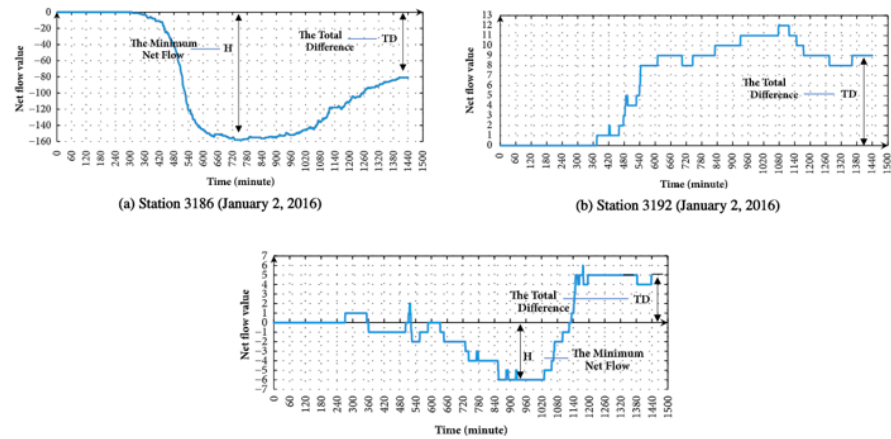 0
−20
−40
−60
−80
−100
−120
−140
−160
Net flow value
The Minimum
Net Flow
H
The Total
Difference
TD
0 60 120 180 240 300 360 420 480 540 600 660 720 780 840 900 960 1020 1080 1140 1200 1260 1320 1380 1440 1500
Time (minute)
(a) Station 3186 (January 2, 2016)
13
12
11
10
9
8
7
6
5
4
3
2
1
0
Net flow value
The Total
Difference
TD
0 60 120 180 240 300 360 420 480 540 600 660 720 780 840 900 960 1020 1080 1140 1200 1260 1320 1380 1440 1500
Time (minute)
(b) Station 3192 (January 2, 2016)
7
6
5
4
3
2
1
0
−1
−2
−3
−4
−5
−6
Net flow value
The Total
Difference
TD
H
The Minimum
Net Flow
0 60 120 180 240 300 360 420 480 540 600 660 720 780 840 900 960 1020 1080 1140 1200 1260 1320 1380 1440 1500
Time (minute)